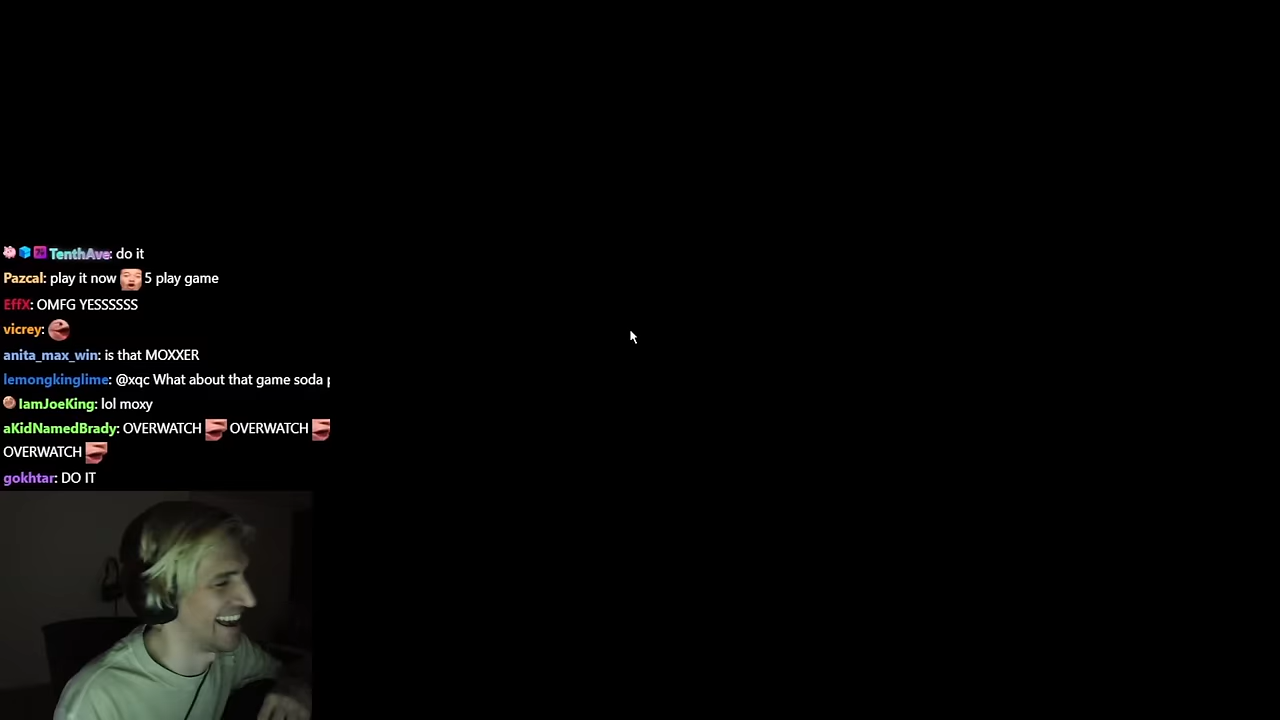 TenthAve: do it
Pazcal: play it now 5 play game
EffX: OMFG YESSSSSS
vicrey:
anita_max_win: is that MOXXER
lemongkinglime: @xqc What about that game soda
IamJoeKing: lol moxy
aKidNamedBrady: OVERWATCH OVERWATCH
OVERWATCH
gokhtar: DO IT